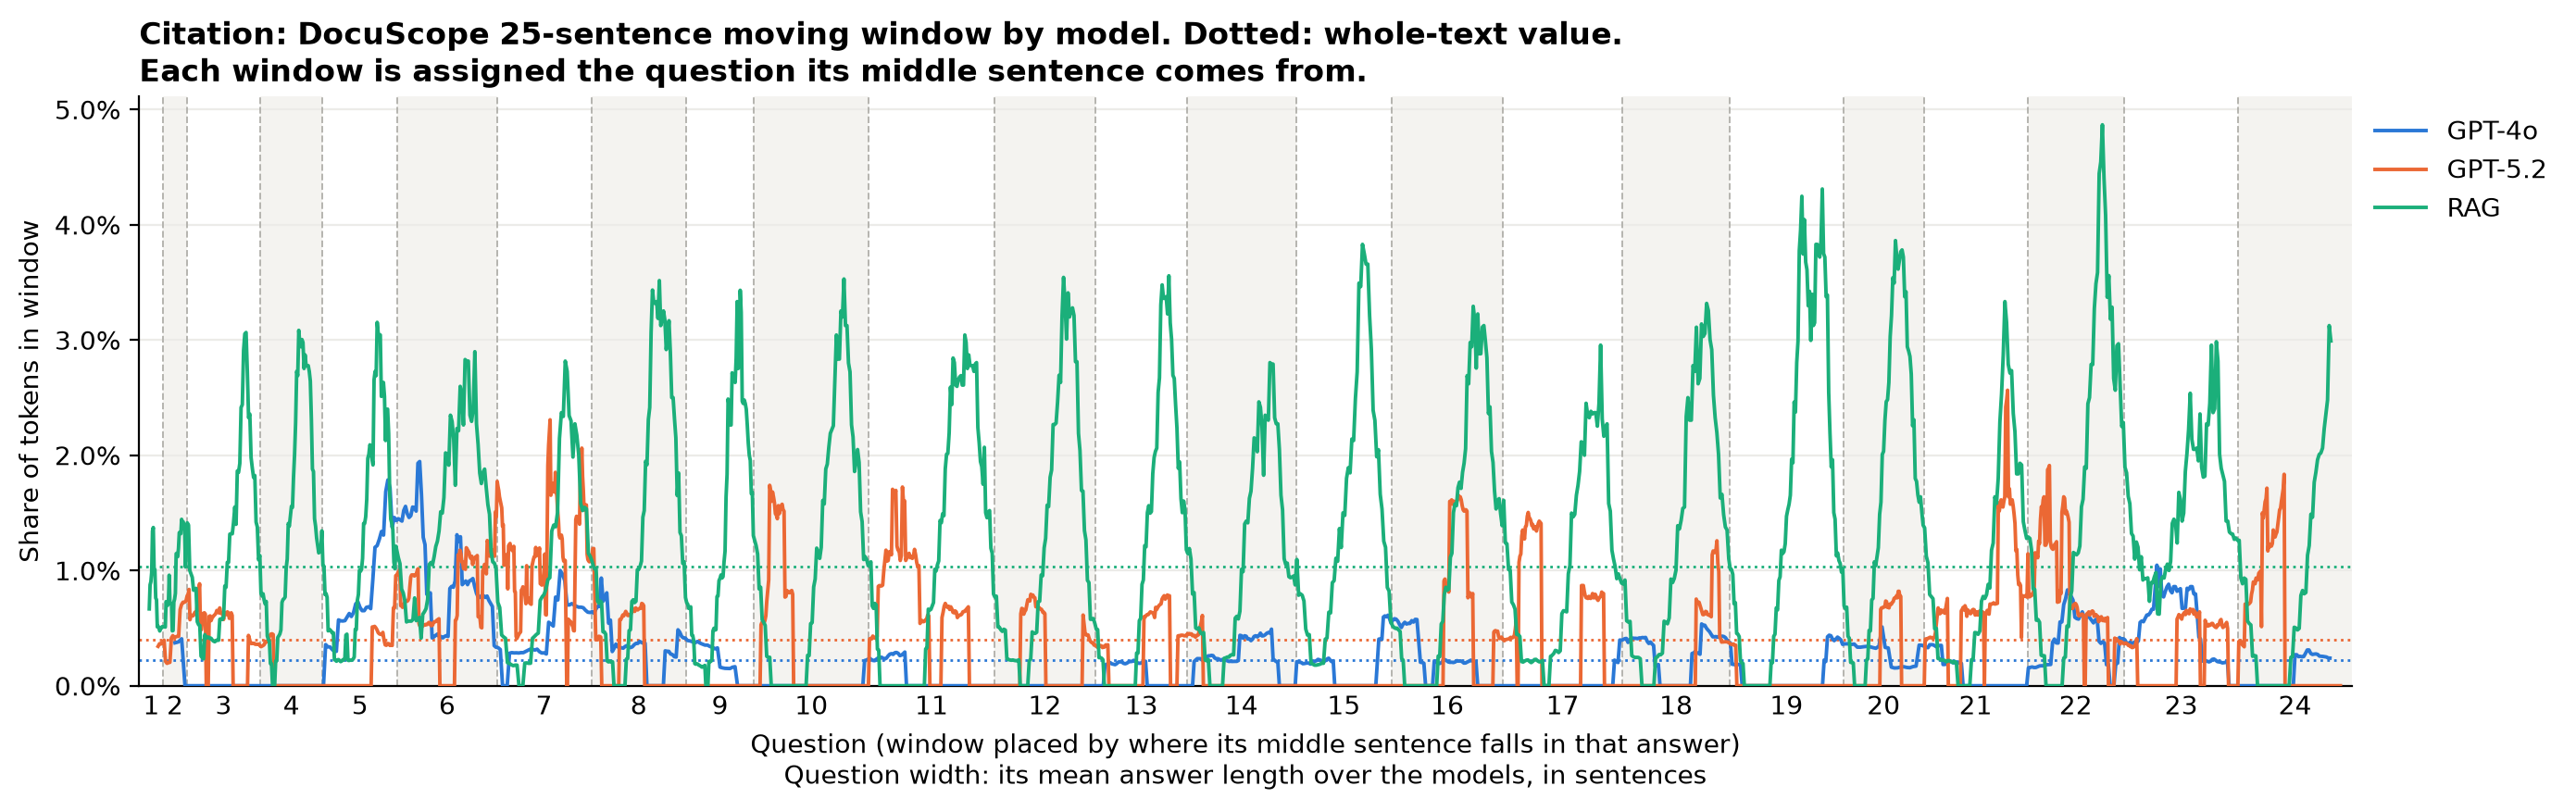 Citation: DocuScope 25-sentence moving window by model. Dotted: whole-text value.
Each window is assigned the question its middle sentence comes from.
5.0%
4.0%
3.0%
2.0%
1.0%
0.0%
Share of tokens in window
GPT-4o
GPT-5.2
RAG
1 2 3 4 5 6 7 8 9 10 11 12 13 14 15 16 17 18 19 20 21 22 23 24
Question (window placed by where its middle sentence falls in that answer)
Question width: its mean answer length over the models, in sentences